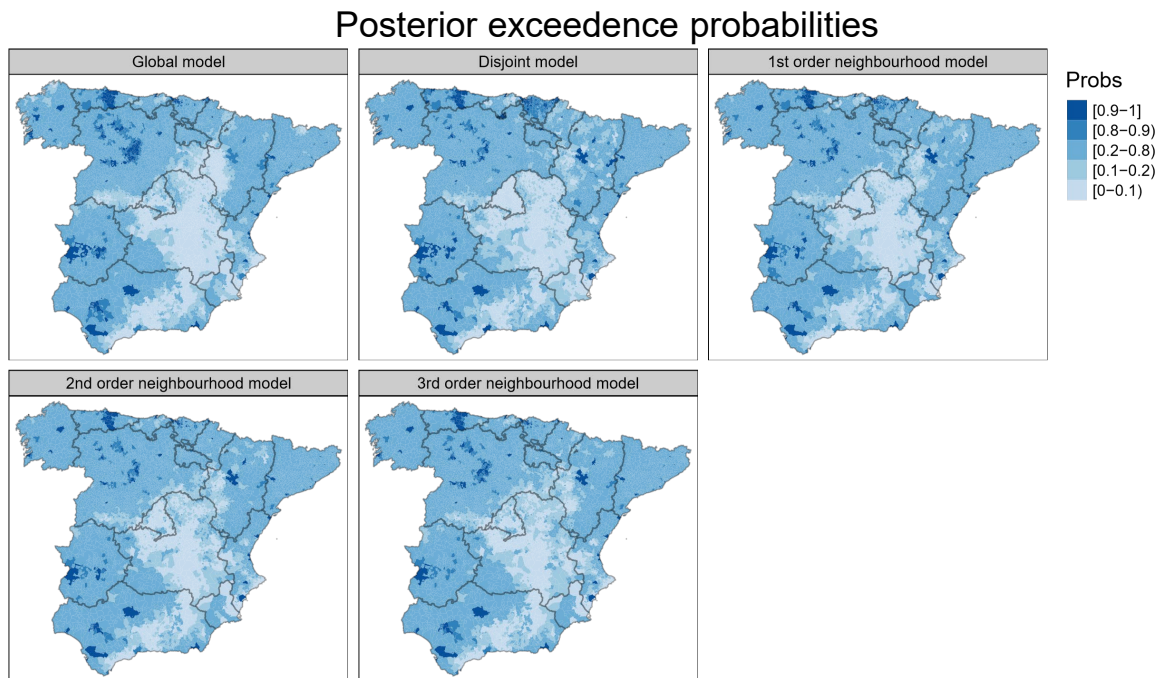 Posterior exceedence probabilities
Global model
Disjoint model
1st order neighbourhood model
Probs
[0.9−1]
[0.8−0.9)
[0.2−0.8)
[0.1−0.2)
[0−0.1)
2nd order neighbourhood model
3rd order neighbourhood model